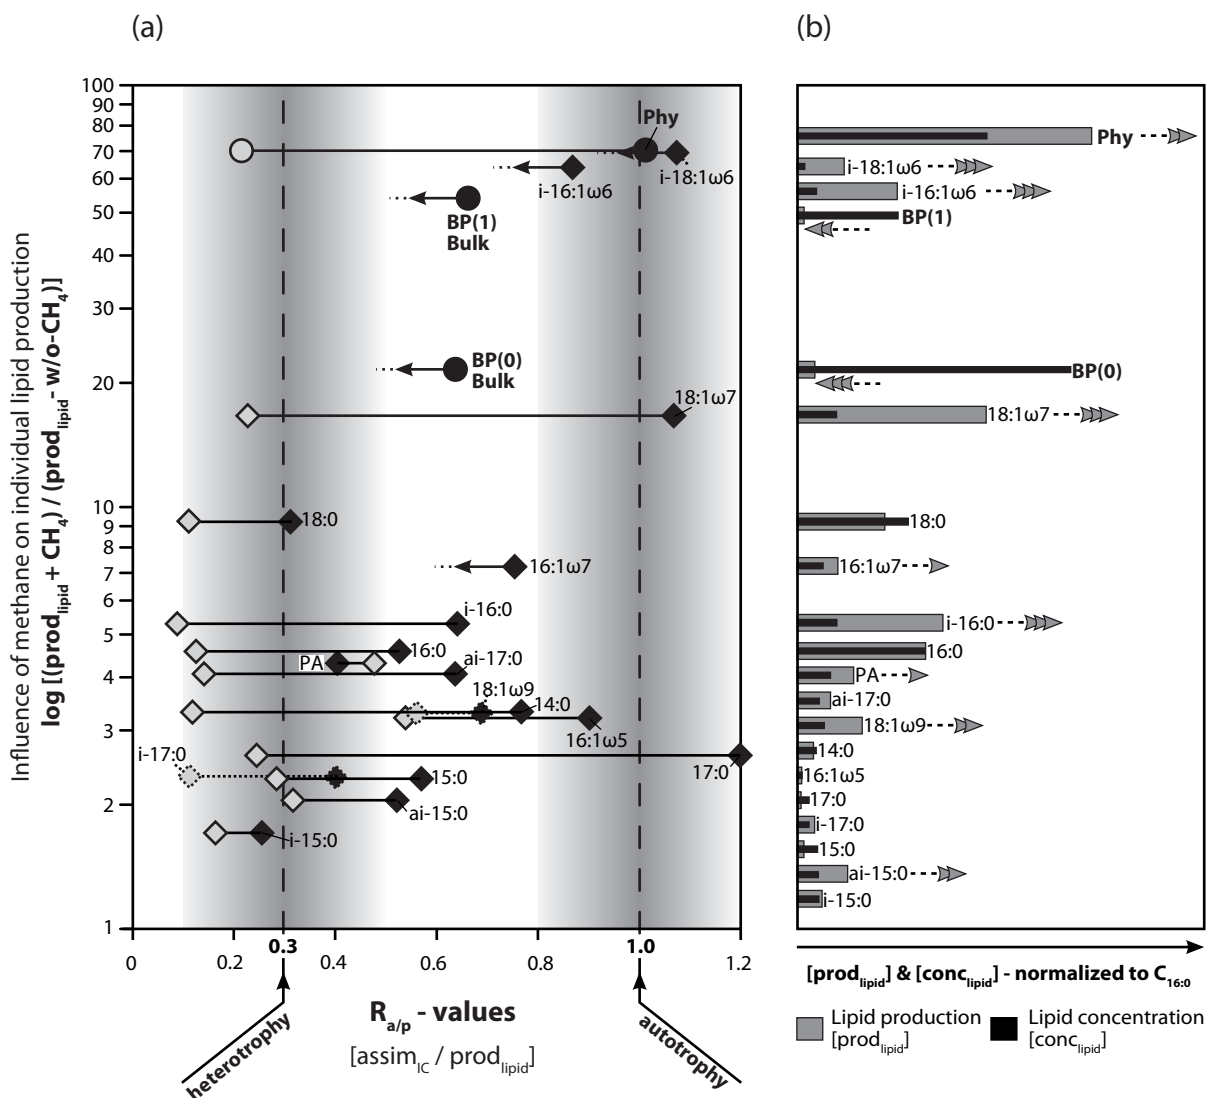 (a)
(b)
Influence of methane on individual lipid production
log [(prod lipid + CH4) / (prod lipid - w/o-CH4)]
100
90
80
70
60
50
40
30
20
10
9
8
7
6
5
4
3
2
1
Phy
i-18:1ω6
i-16:1ω6
BP(1)
Bulk
BP(0)
Bulk
18:1ω7
18:0
16:1ω7
i-16:0
16:0
PA
ai-17:0
18:1ω9
14:0
16:1ω5
i-17:0
17:0
15:0
ai-15:0
i-15:0
0
0.2
0.3
0.4
0.6
0.8
1.0
1.2
heterotrophy
autotrophy
Ra/p - values
[assimIC / prodlipid]
Phy
i-18:1ω6
i-16:1ω6
BP(1)
BP(0)
18:1ω7
18:0
16:1ω7
i-16:0
16:0
PA
ai-17:0
18:1ω9
14:0
16:1ω5
17:0
i-17:0
15:0
ai-15:0
i-15:0
[prodlipid] & [conclipid] - normalized to C16:0
Lipid production
[prodlipid]
Lipid concentration
[conclipid]